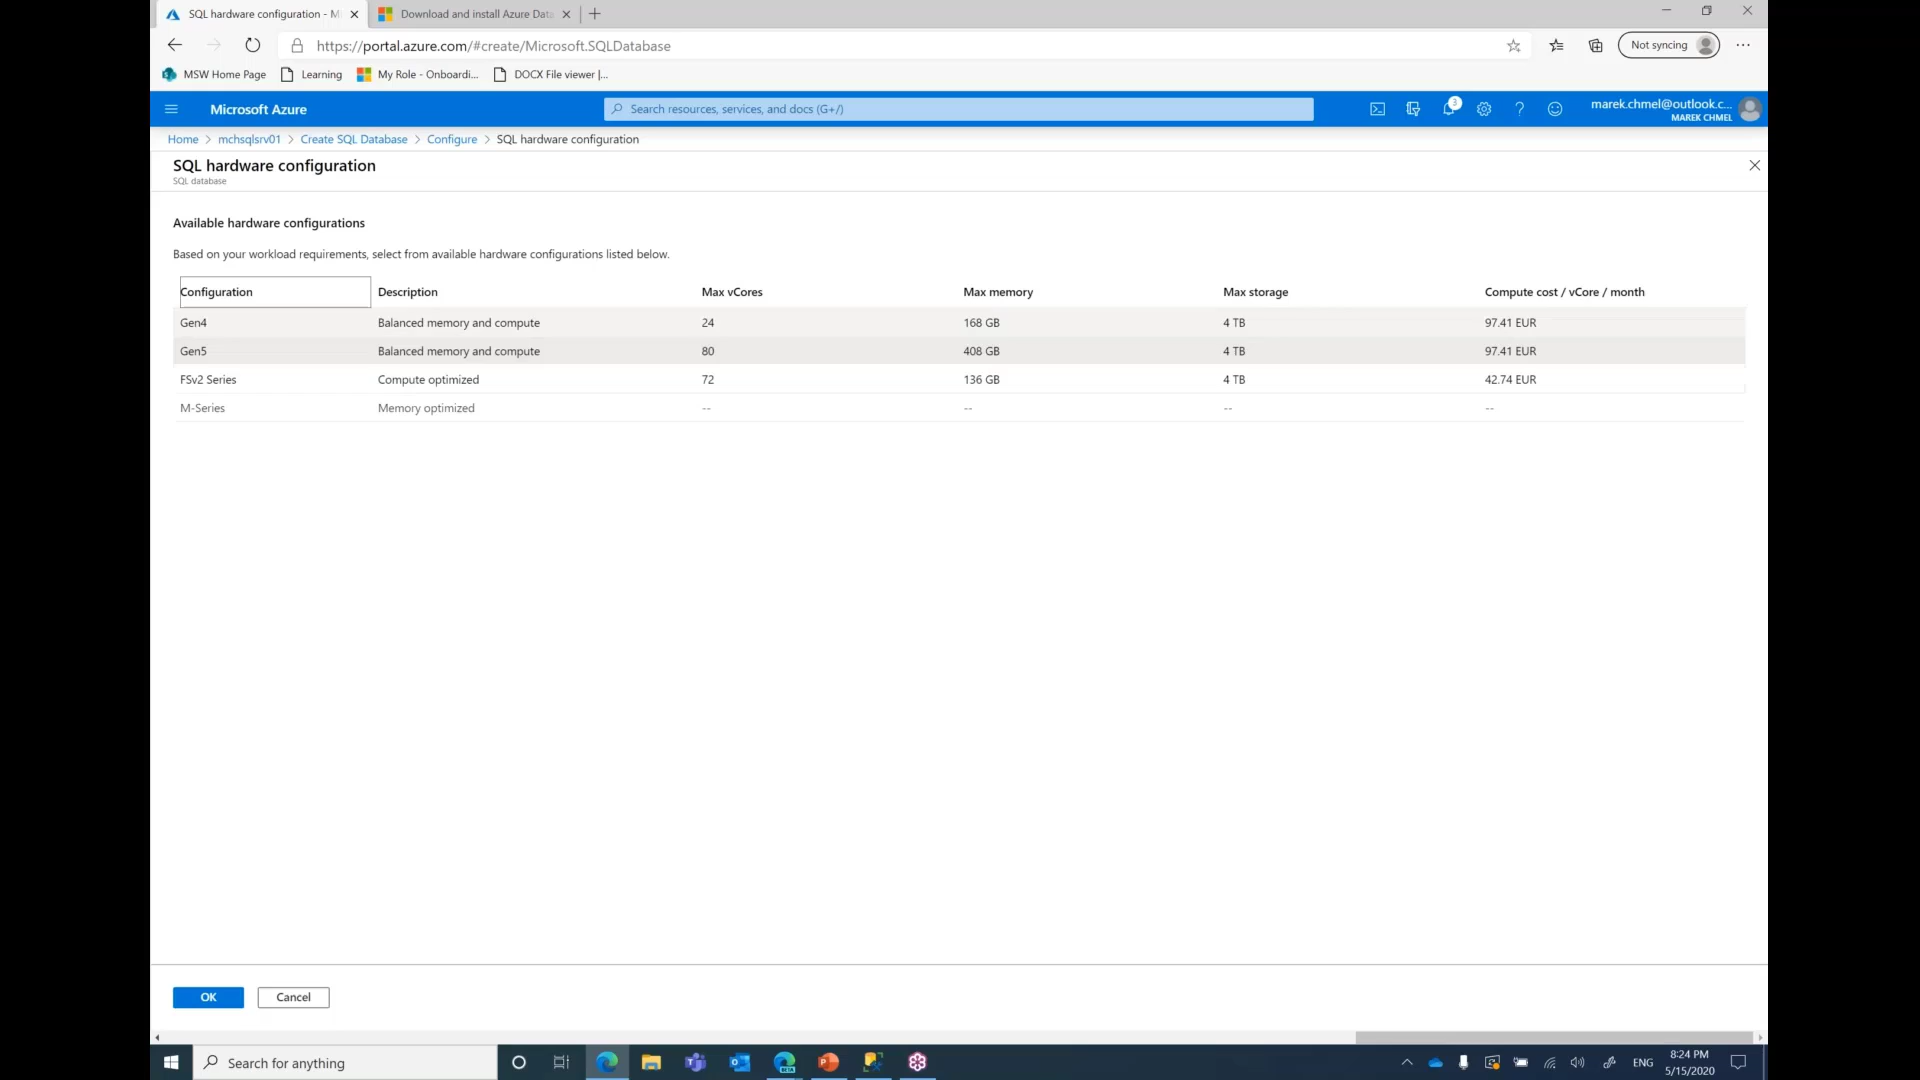 SQL hardware configuration - M
Download and install Azure Data
https://portal.azure.com/#create/Microsoft.SQLDatabase
Not syncing
MSW Home Page
Learning
My Role - Onboardi...
DOCX File viewer |...
Microsoft Azure
Search resources, services, and docs (G+/)
3
marek.chmel@outlook.c...
MAREK CHMEL
Home > mchsqlsrv01 > Create SQL Database > Configure > SQL hardware configuration
SQL hardware configuration
SQL database
Available hardware configurations
Based on your workload requirements, select from available hardware configurations listed below.
Configuration Description Max vCores Max memory Max storage Compute cost / vCore / month
Gen4 Balanced memory and compute 24 168 GB 4 TB 97.41 EUR
Gen5 Balanced memory and compute 80 408 GB 4 TB 97.41 EUR
FSv2 Series Compute optimized 72 136 GB 4 TB 42.74 EUR
M-Series Memory optimized -- -- -- --
OK
Cancel
Search for anything
BETA
ENG
8:24 PM
5/15/2020